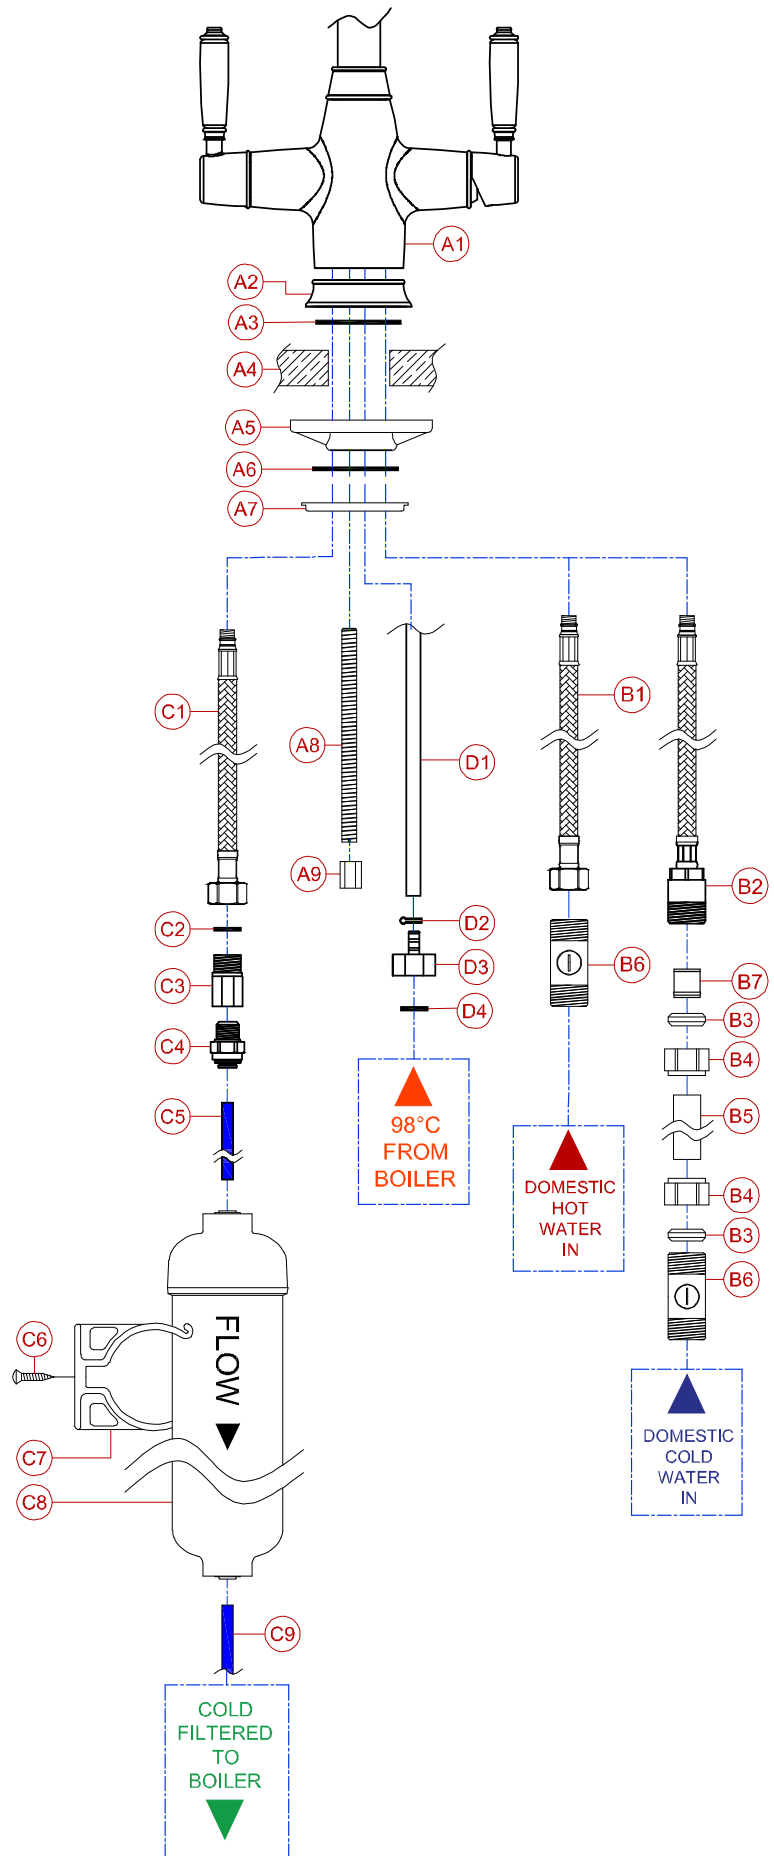 A1
A2
A3
A4
A5
A6
A7
C1
B1
A8
D1
A9
B2
C2
D2
C3
D3
B6
B7
D4
B3
C4
B4
C5
98°C
FROM
BOILER
B5
DOMESTIC
HOT
WATER
IN
B4
B3
B6
FLOW
C6
C7
C8
DOMESTIC
COLD
WATER
IN
C9
COLD
FILTERED
TO
BOILER